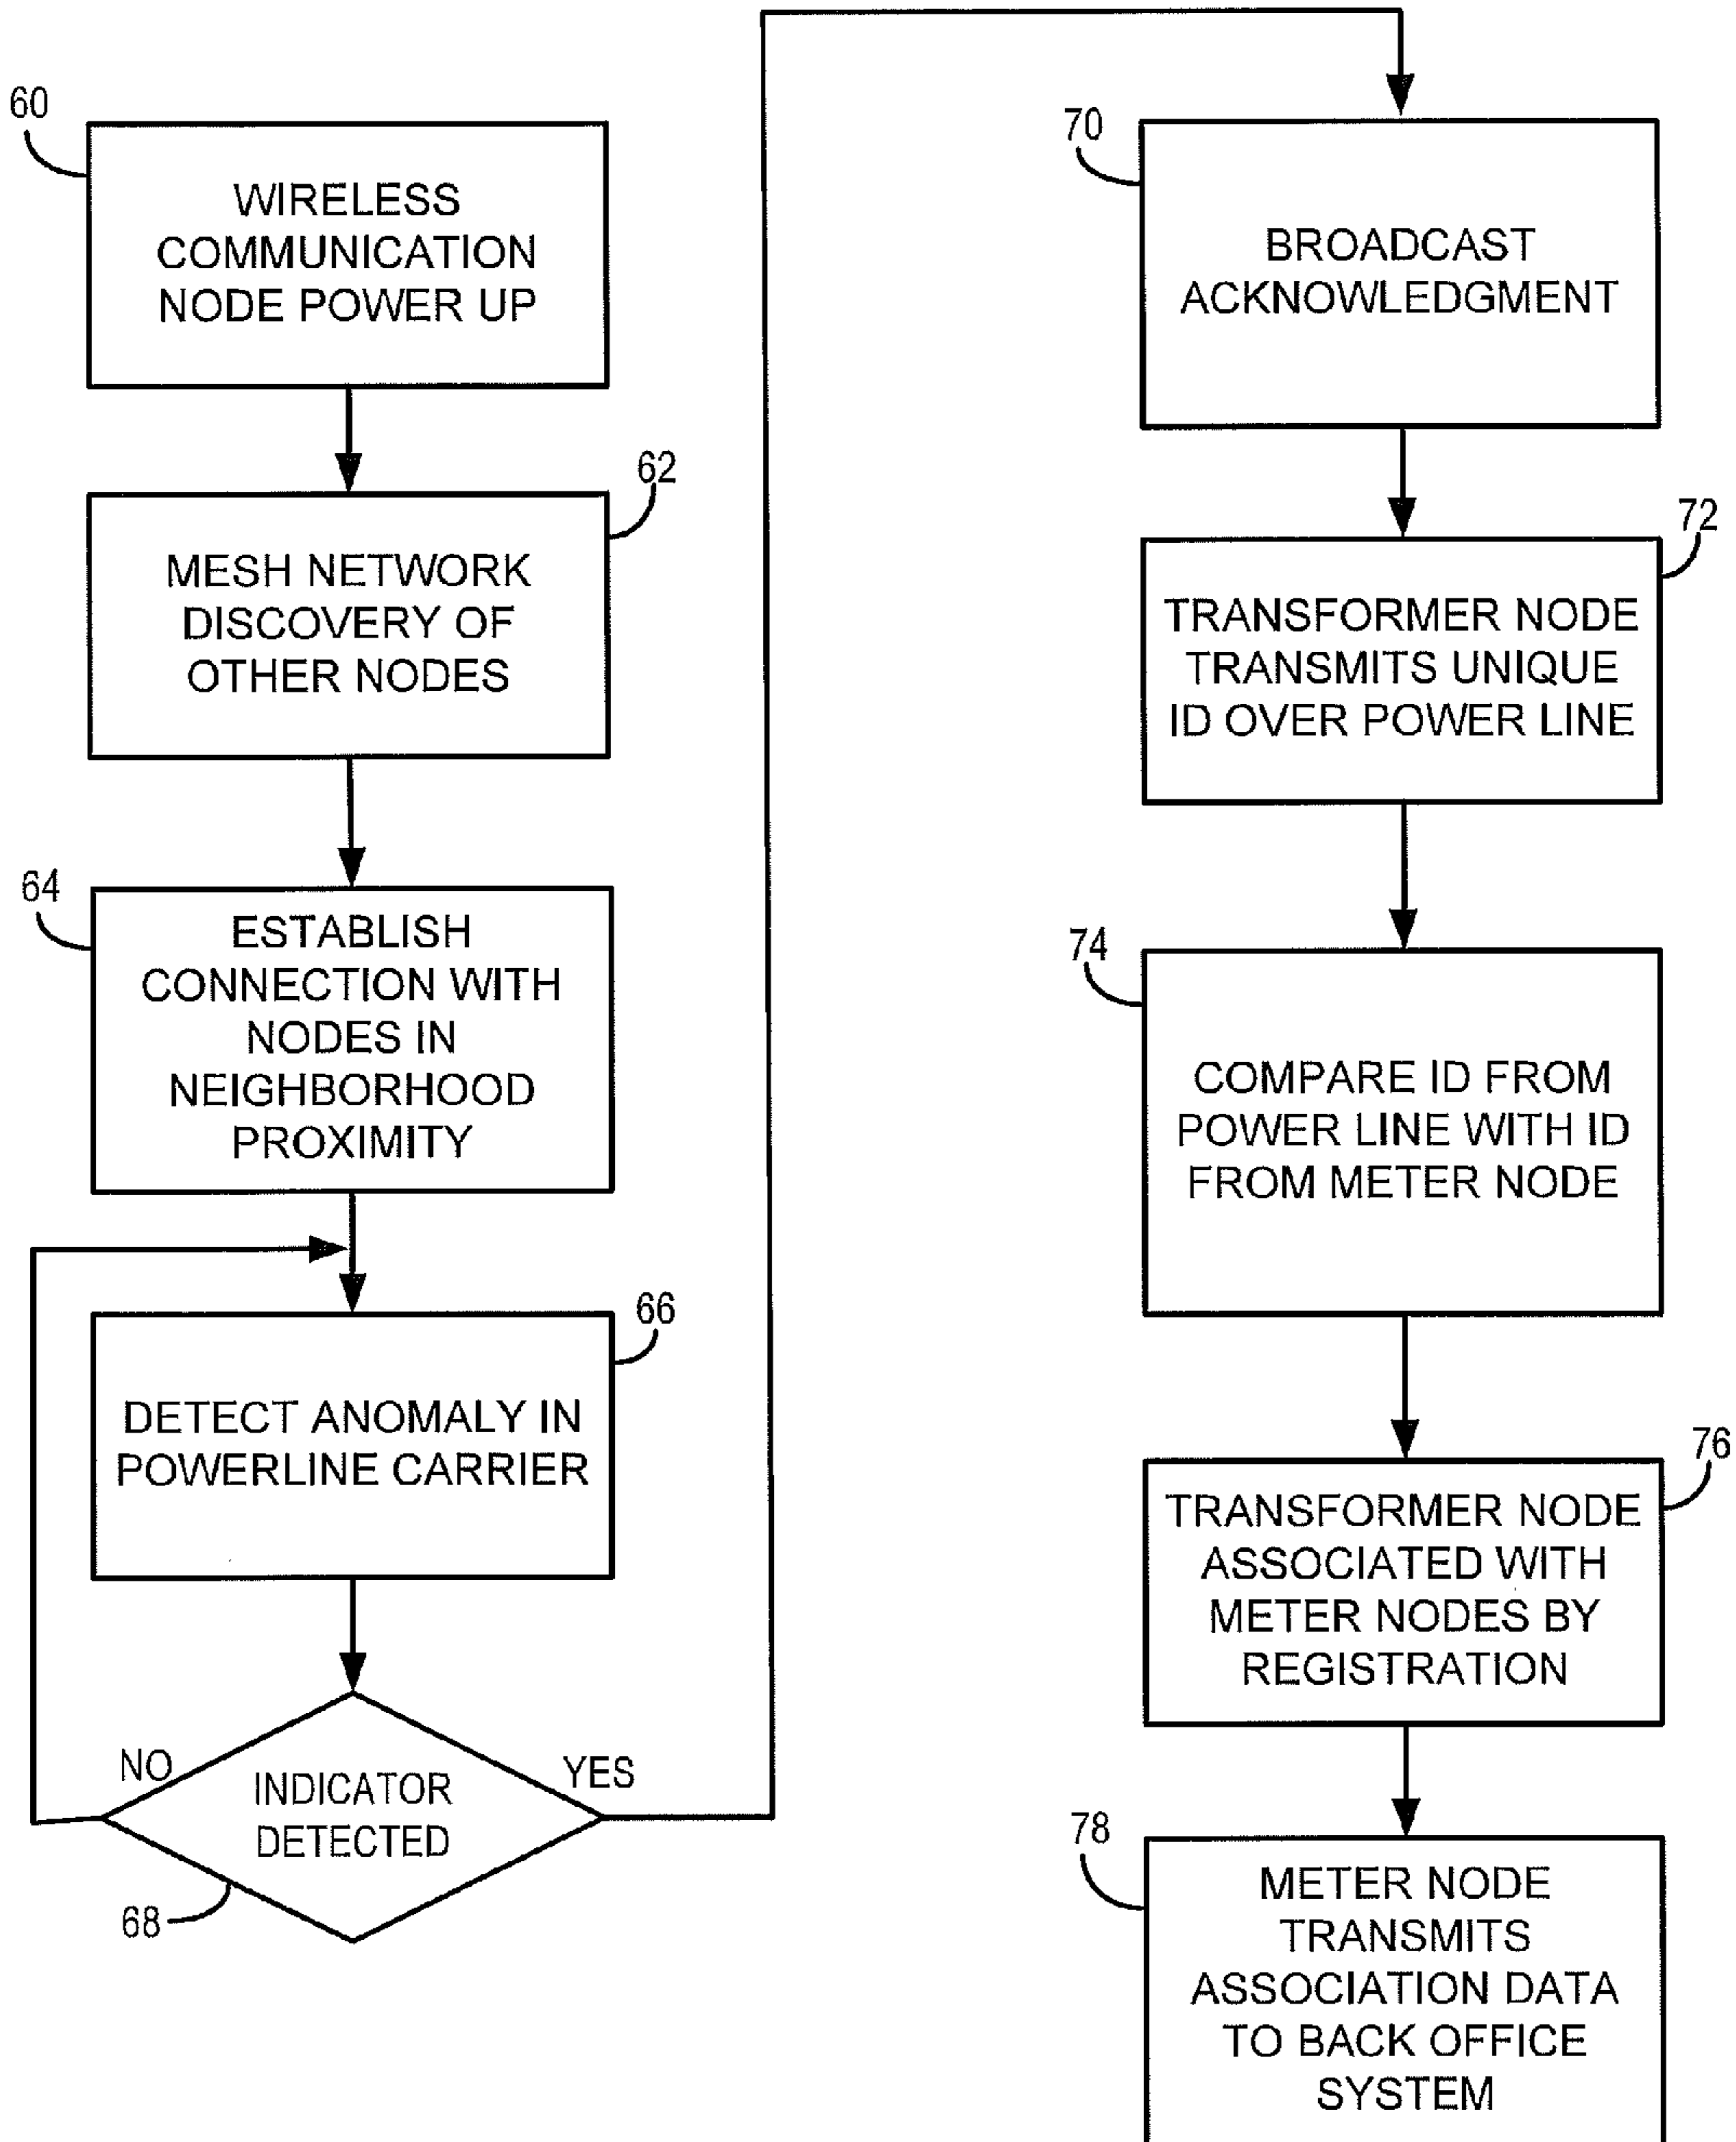 60
WIRELESS
COMMUNICATION
NODE POWER UP
62
MESH NETWORK
DISCOVERY OF
OTHER NODES
64
ESTABLISH
CONNECTION WITH
NODES IN
NEIGHBORHOOD
PROXIMITY
66
DETECT ANOMALY IN
POWERLINE CARRIER
NO
YES
INDICATOR
DETECTED
68
70
BROADCAST
ACKNOWLEDGMENT
72
TRANSFORMER NODE
TRANSMITS UNIQUE
ID OVER POWER LINE
74
COMPARE ID FROM
POWER LINE WITH ID
FROM METER NODE
76
TRANSFORMER NODE
ASSOCIATED WITH
METER NODES BY
REGISTRATION
78
METER NODE
TRANSMITS
ASSOCIATION DATA
TO BACK OFFICE
SYSTEM